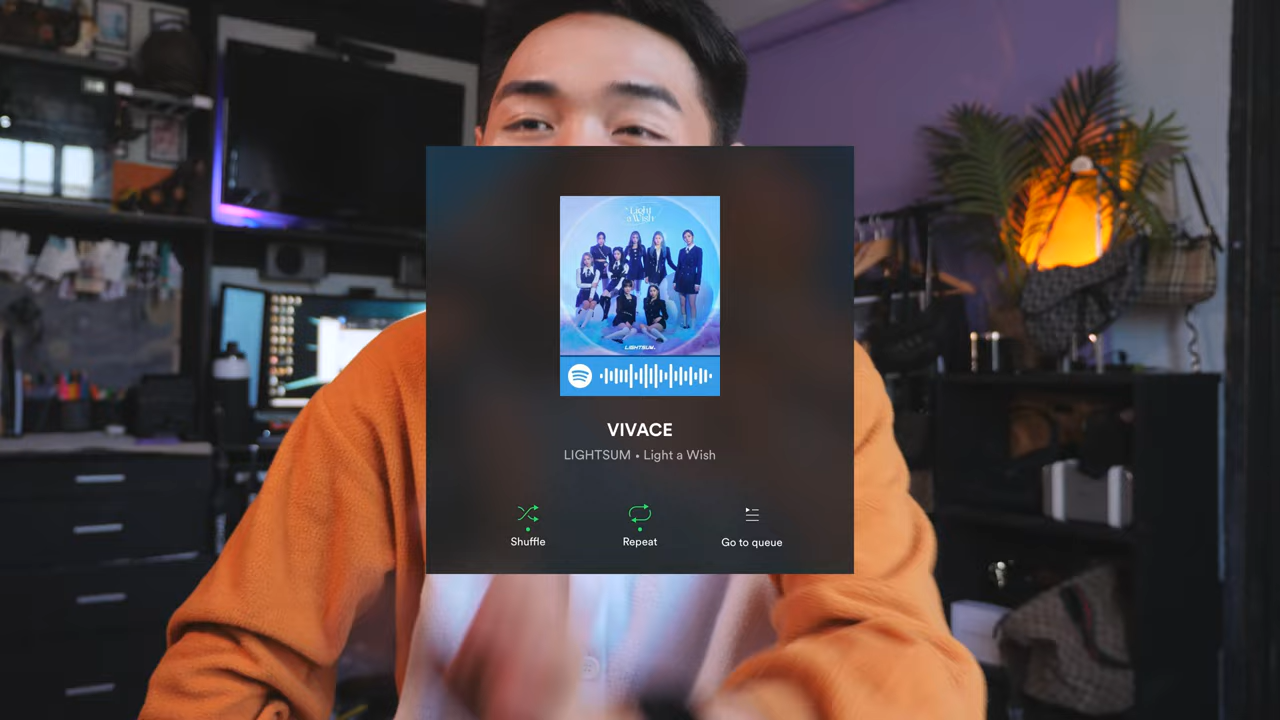 Light
a Wish
LIGHTSUM.
VIVACE
LIGHTSUM • Light a Wish
Shuffle
Repeat
Go to queue